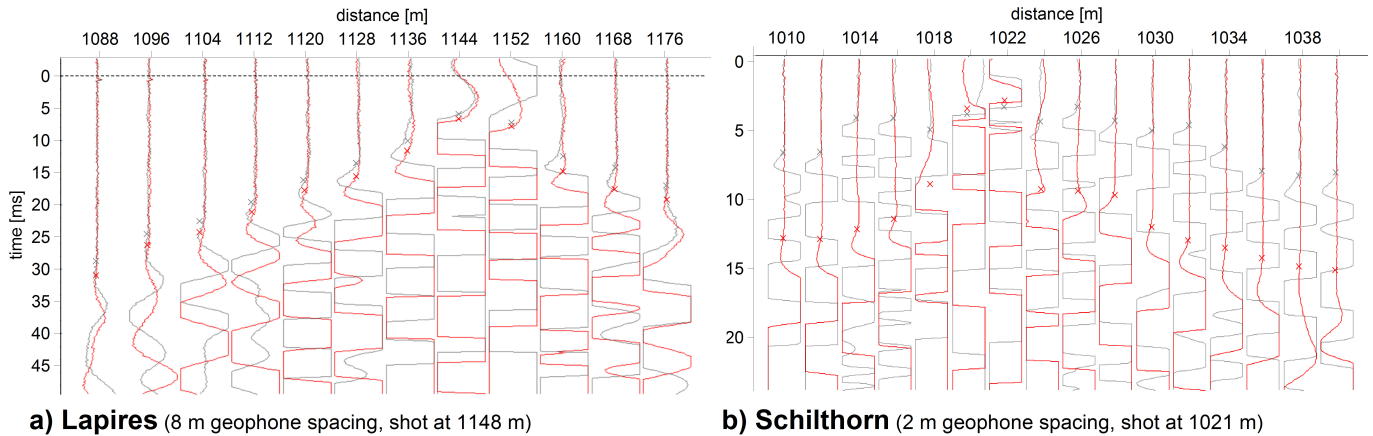 distance [m]
1088 1096 1104 1112 1120 1128 1136 1144 1152 1160 1168 1176
time [ms]
0
5
10
15
20
25
30
35
40
45
a) Lapires (8 m geophone spacing, shot at 1148 m)
distance [m]
1010 1014 1018 1022 1026 1030 1034 1038
0
5
10
15
20
b) Schilthorn (2 m geophone spacing, shot at 1021 m)